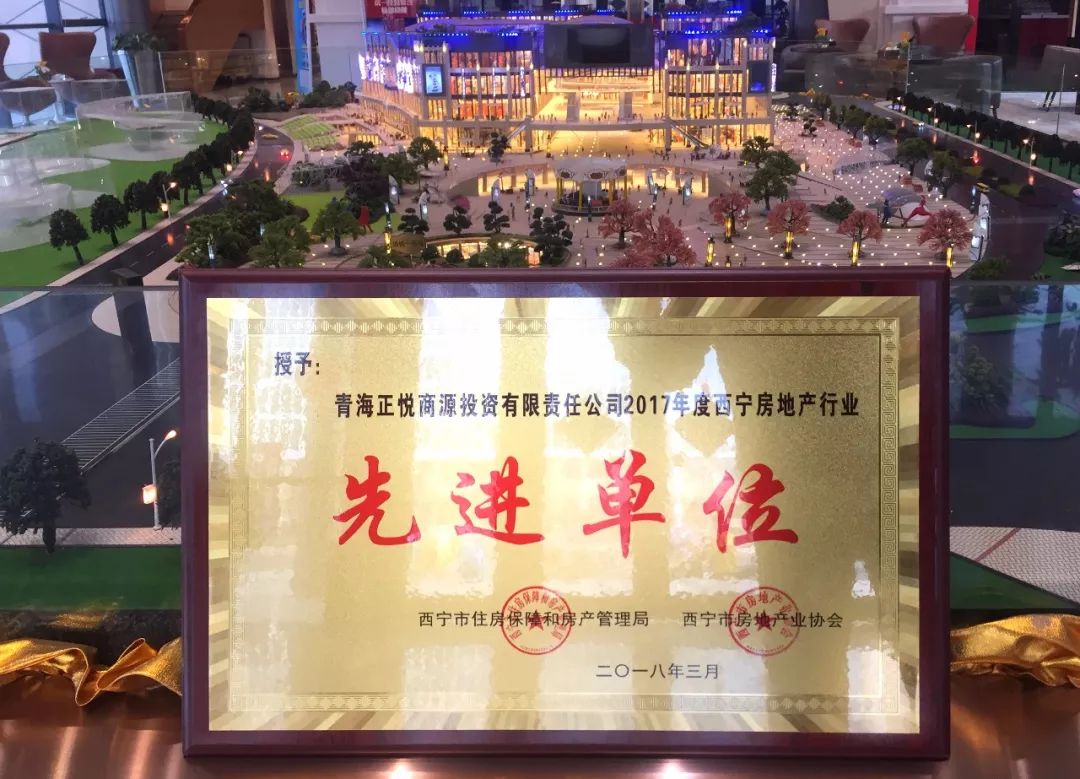 授予：
青海正悦商源投资有限责任公司2017年度西宁房地产行业
先进单位
西宁市住房保障和房产管理局 西宁市房地产业协会
二〇一八年三月